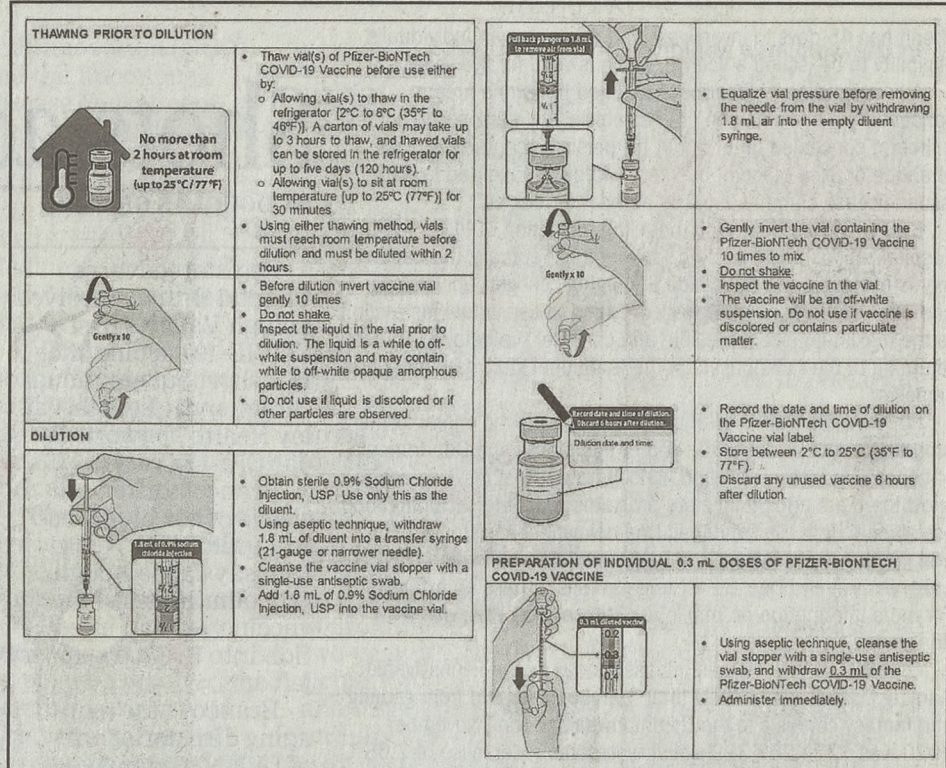 THAWING PRIOR TO DILUTION
No more than
2 hours at room
temperature
(up to 25°C / 77 °F)
• Thaw vial(s) of Pfizer-BioNTech
COVID-19 Vaccine before use either
by:
o Allowing vial(s) to thaw in the
refrigerator [2°C to 8°C (35°F to
46°F)]. A carton of vials may take up
to 3 hours to thaw, and thawed vials
can be stored in the refrigerator for
up to five days (120 hours).
o Allowing vial(s) to sit at room
temperature [up to 25°C (77°F)] for
30 minutes
• Using either thawing method, vials
must reach room temperature before
dilution and must be diluted within 2
hours.
Gently x 10
• Before dilution invert vaccine vial
gently 10 times.
• Do not shake.
• Inspect the liquid in the vial prior to
dilution. The liquid is a white to off-
white suspension and may contain
white to off-white opaque amorphous
particles.
• Do not use if liquid is discolored or if
other particles are observed.
DILUTION
1.8 ml of 0.9% sodium
chloride injection
• Obtain sterile 0.9% Sodium Chloride
Injection, USP. Use only this as the
diluent.
• Using aseptic technique, withdraw
1.8 mL of diluent into a transfer syringe
(21-gauge or narrower needle).
• Cleanse the vaccine vial stopper with a
single-use antiseptic swab.
• Add 1.8 mL of 0.9% Sodium Chloride
Injection, USP into the vaccine vial.
Pull back plunger to 1.8 mL
to remove air from vial
• Equalize vial pressure before removing
the needle from the vial by withdrawing
1.8 mL air into the empty diluent
syringe.
Gently x 10
• Gently invert the vial containing the
Pfizer-BioNTech COVID-19 Vaccine
10 times to mix.
• Do not shake.
• Inspect the vaccine in the vial.
• The vaccine will be an off-white
suspension. Do not use if vaccine is
discolored or contains particulate
matter.
Record date and time of dilution.
Discard 6 hours after dilution.
Dilution date and time:
• Record the date and time of dilution on
the Pfizer-BioNTech COVID-19
Vaccine vial label.
• Store between 2°C to 25°C (35°F to
77°F).
• Discard any unused vaccine 6 hours
after dilution.
PREPARATION OF INDIVIDUAL 0.3 mL DOSES OF PFIZER-BIONTECH
COVID-19 VACCINE
0.3 mL diluted vaccine
0.2
0.3
0.4
• Using aseptic technique, cleanse the
vial stopper with a single-use antiseptic
swab, and withdraw 0.3 mL of the
Pfizer-BioNTech COVID-19 Vaccine.
• Administer immediately.